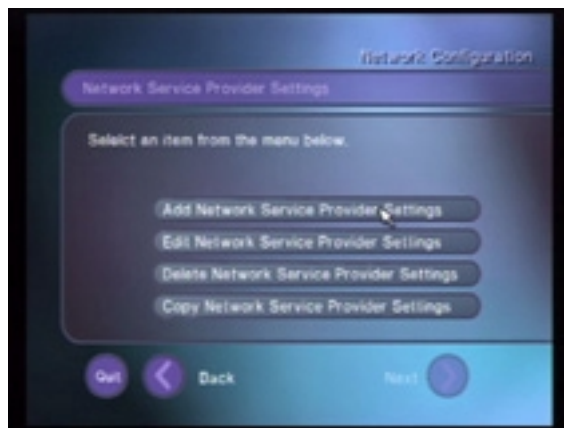 Network Configuration
Network Service Provider Settings
Select an item from the menu below.
Add Network Service Provider Settings
Edit Network Service Provider Settings
Delete Network Service Provider Settings
Copy Network Service Provider Settings
Quit
Back
Next